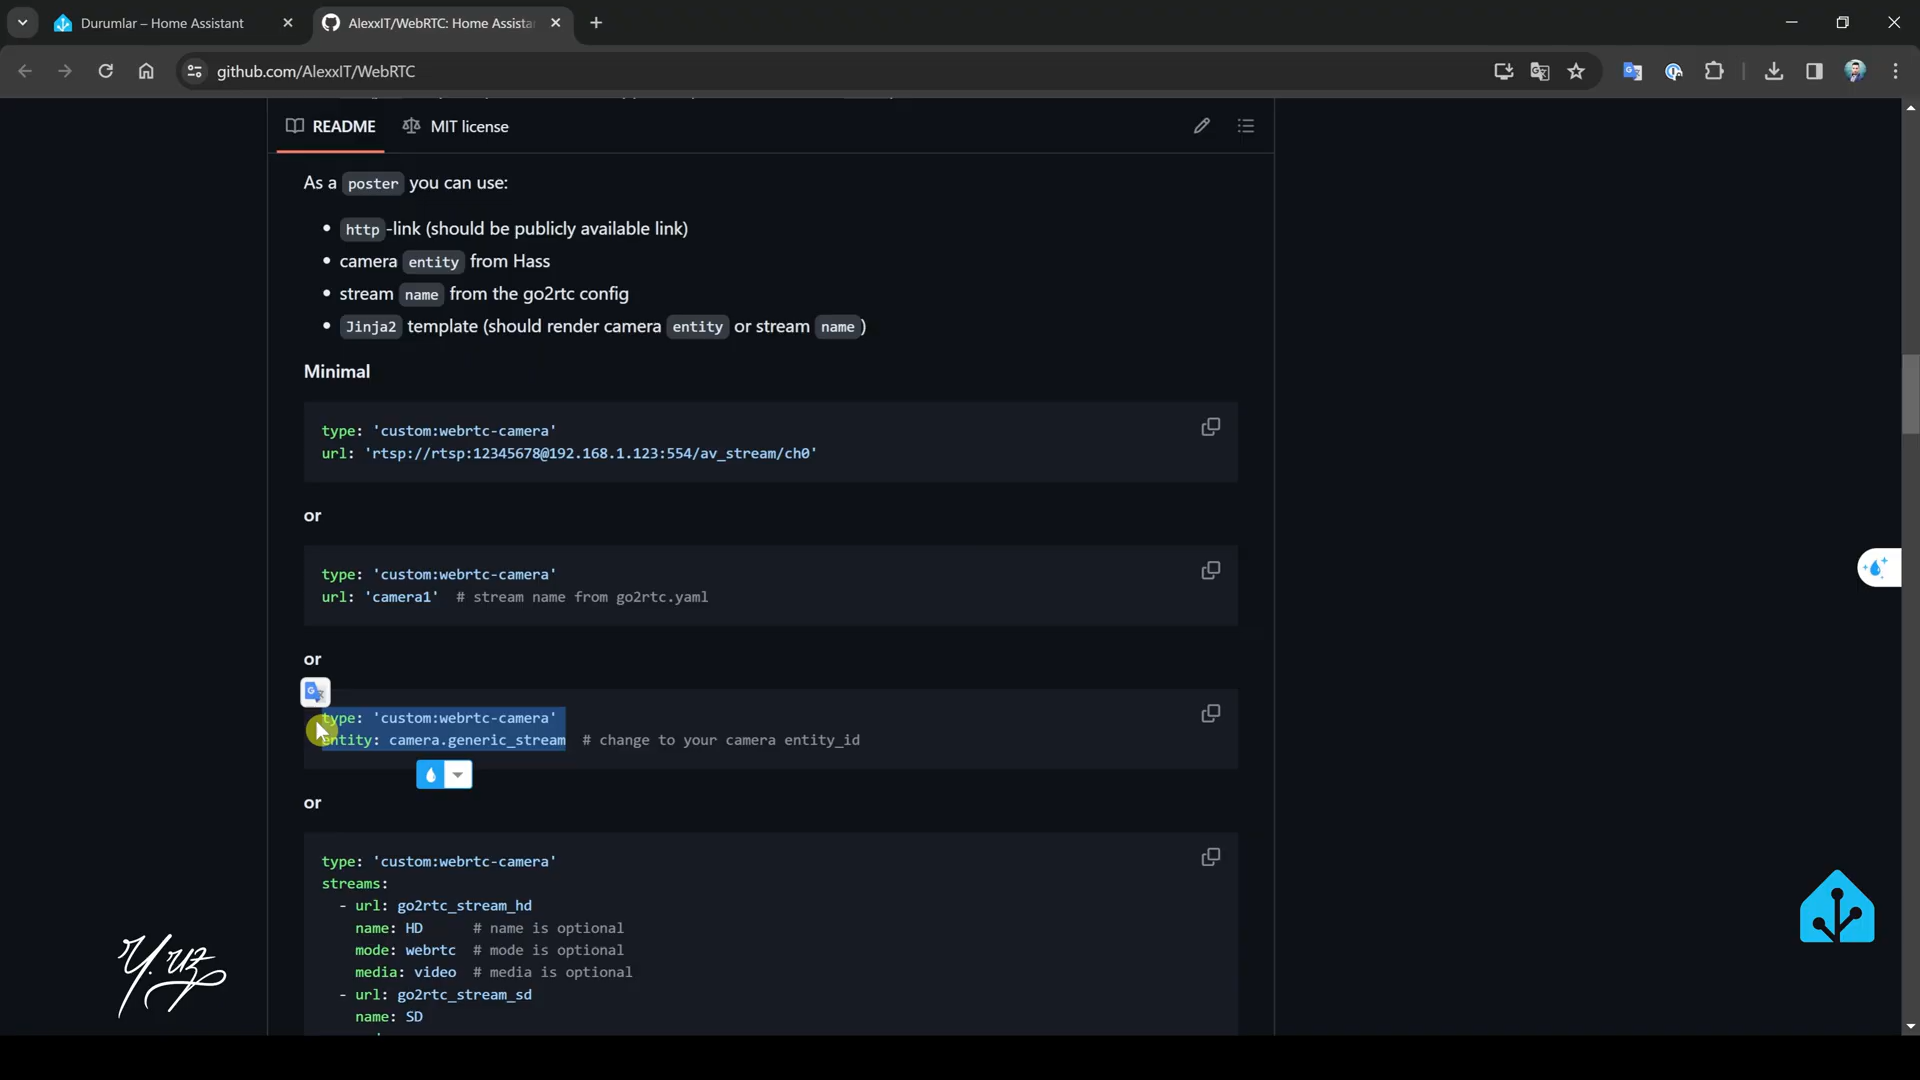 Durumlar – Home Assistant
AlexxIT/WebRTC: Home Assista
github.com/AlexxIT/WebRTC
README
MIT license
As a poster you can use:
• http-link (should be publicly available link)
• camera entity from Hass
• stream name from the go2rtc config
• Jinja2 template (should render camera entity or stream name)
Minimal
type: 'custom:webrtc-camera'
url: 'rtsp://rtsp:12345678@192.168.1.123:554/av_stream/ch0'
or
type: 'custom:webrtc-camera'
url: 'camera1'  # stream name from go2rtc.yaml
or
type: 'custom:webrtc-camera'
entity: camera.generic_stream  # change to your camera entity_id
or
type: 'custom:webrtc-camera'
streams:
- url: go2rtc_stream_hd
name: HD      # name is optional
mode: webrtc  # mode is optional
media: video  # media is optional
- url: go2rtc_stream_sd
name: SD